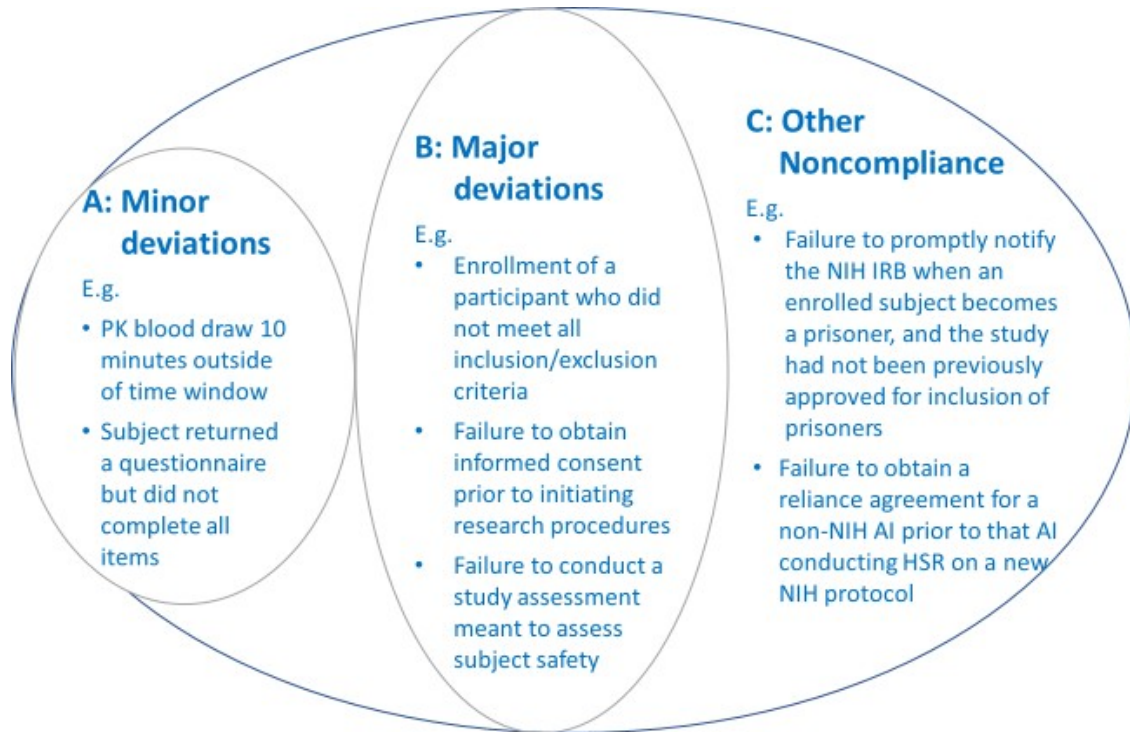 A: Minor
deviations
E.g.
• PK blood draw 10
minutes outside
of time window
• Subject returned
a questionnaire
but did not
complete all
items
B: Major
deviations
E.g.
• Enrollment of a
participant who did
not meet all
inclusion/exclusion
criteria
• Failure to obtain
informed consent
prior to initiating
research procedures
• Failure to conduct a
study assessment
meant to assess
subject safety
C: Other
Noncompliance
E.g.
• Failure to promptly notify
the NIH IRB when an
enrolled subject becomes
a prisoner, and the study
had not been previously
approved for inclusion of
prisoners
• Failure to obtain a
reliance agreement for a
non-NIH AI prior to that AI
conducting HSR on a new
NIH protocol